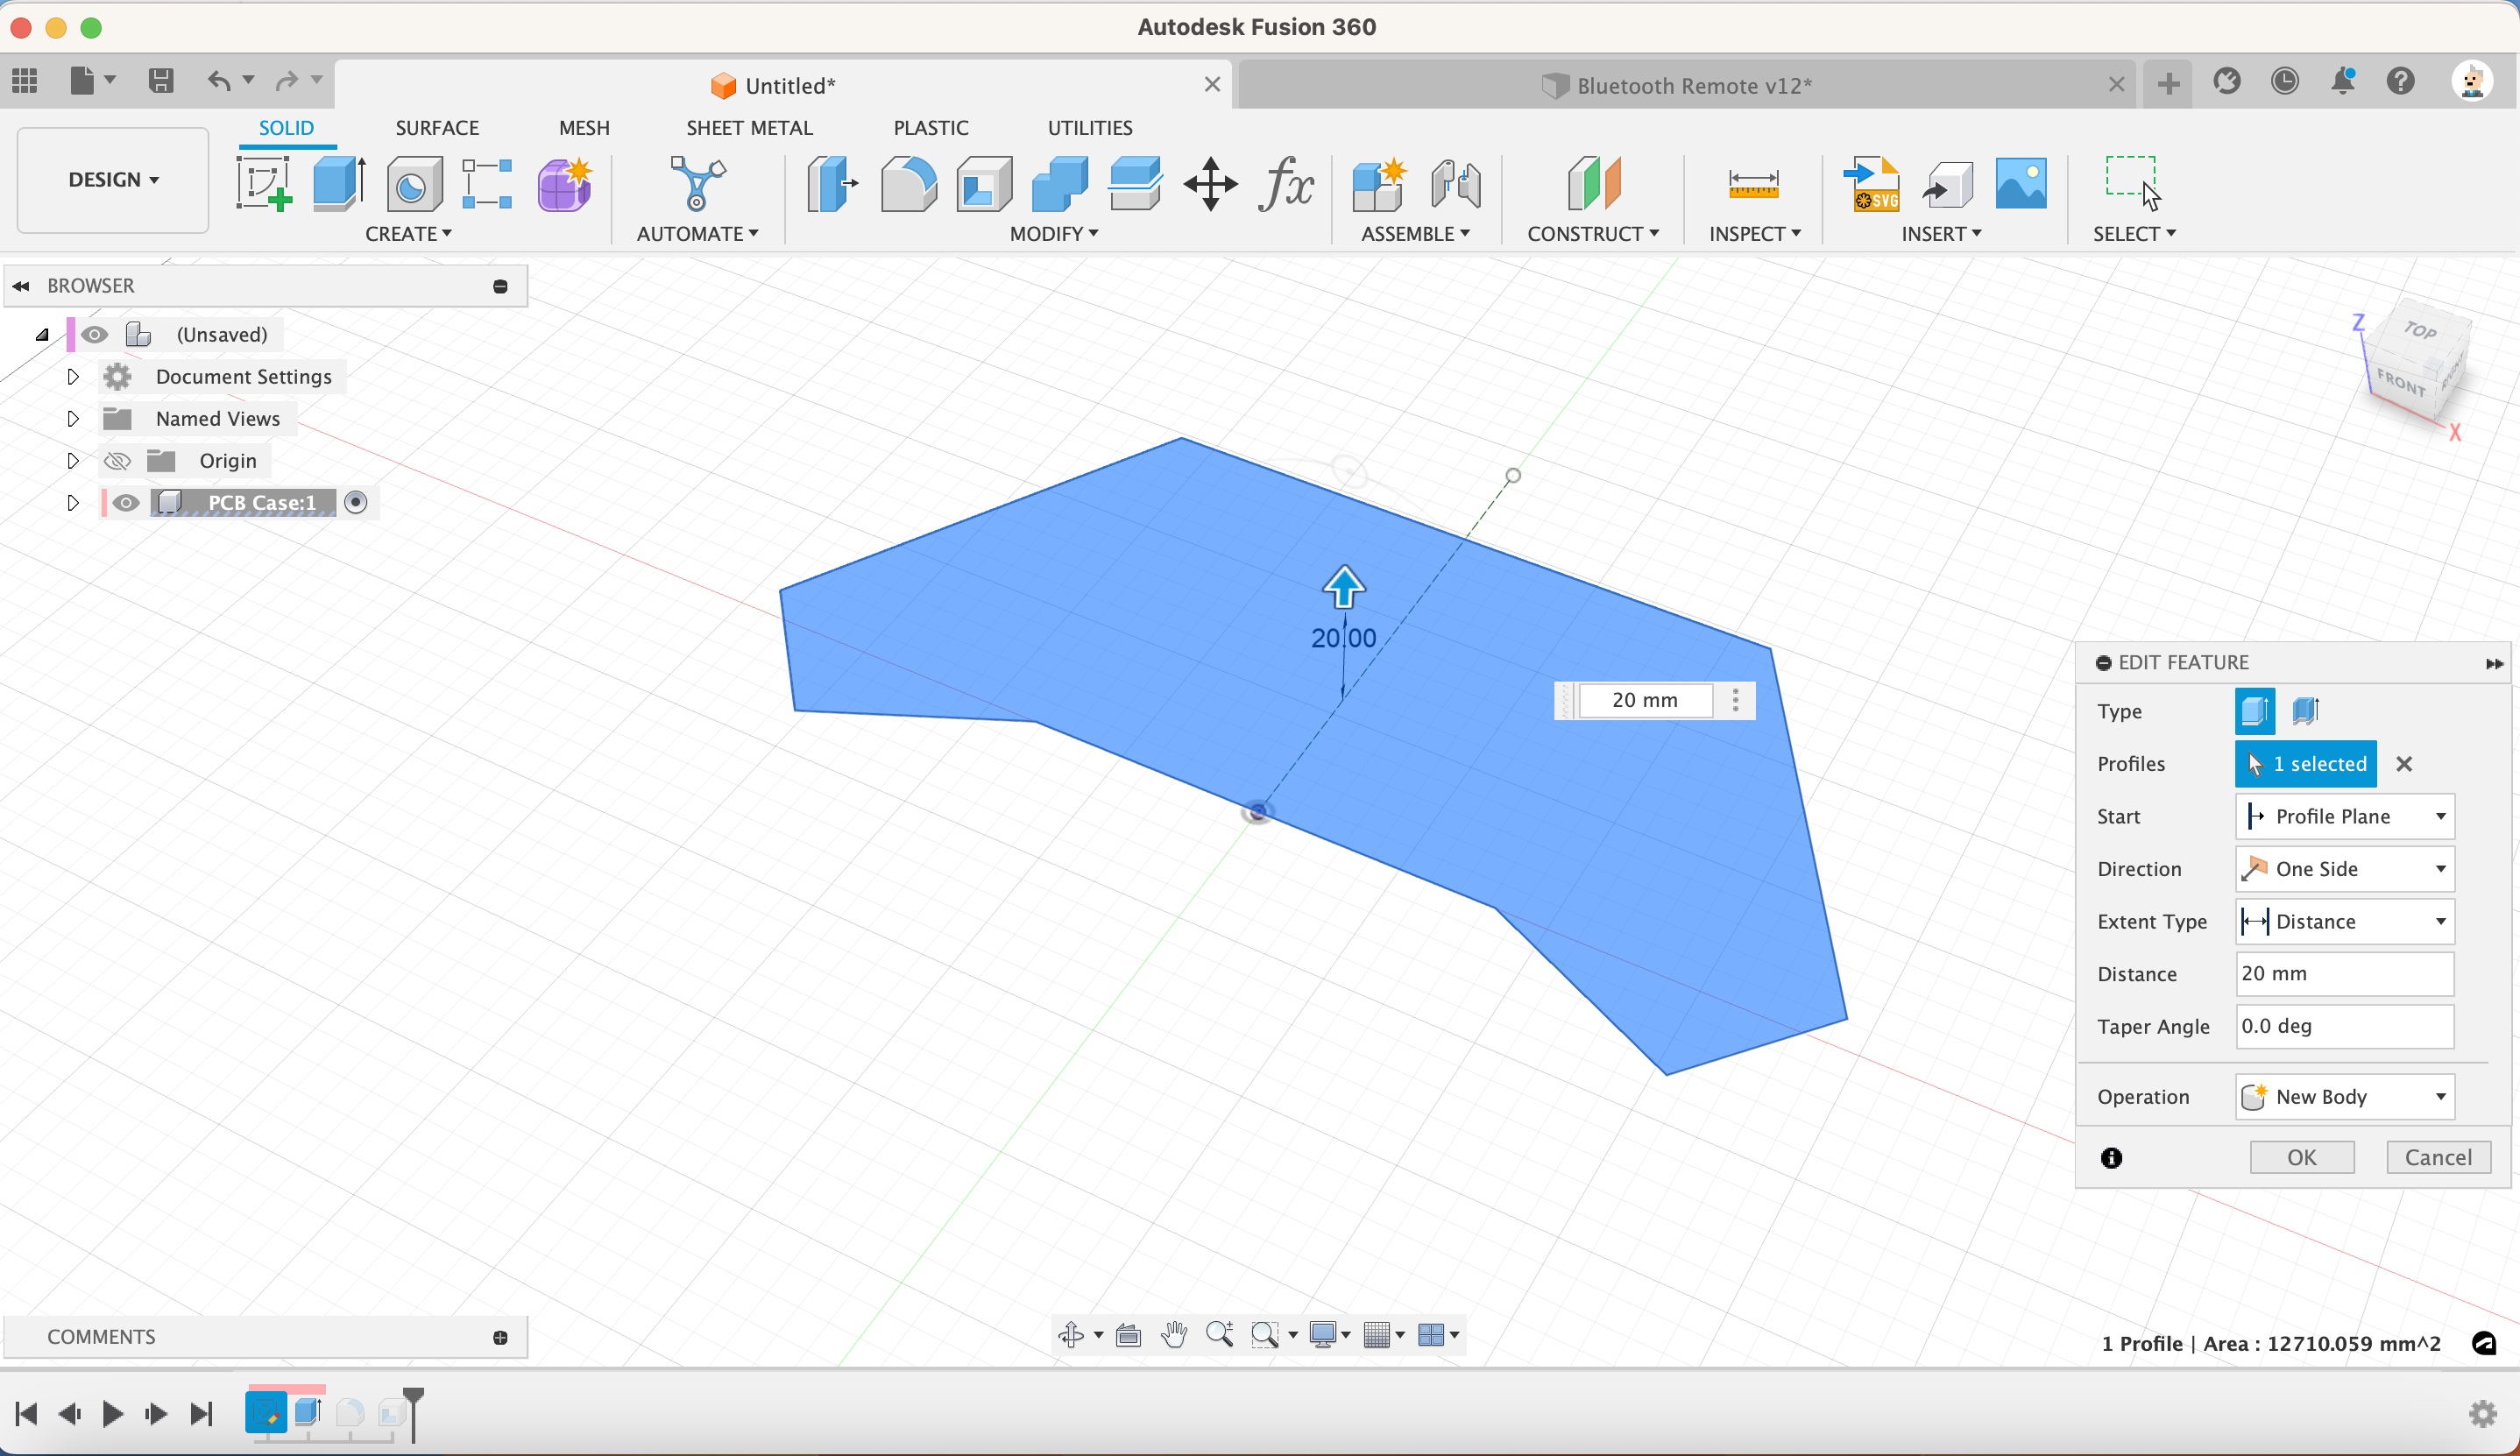 Autodesk Fusion 360
Untitled*
Bluetooth Remote v12*
SOLID SURFACE MESH SHEET METAL PLASTIC UTILITIES
DESIGN
fx
SVG
CREATE AUTOMATE MODIFY ASSEMBLE CONSTRUCT INSPECT INSERT SELECT
BROWSER
(Unsaved)
Document Settings
Named Views
Origin
PCB Case:1
Z
TOP
FRONT
RIGHT
X
20.00
20 mm
EDIT FEATURE
Type
Profiles 1 selected
Start Profile Plane
Direction One Side
Extent Type Distance
Distance 20 mm
Taper Angle 0.0 deg
Operation New Body
OK Cancel
COMMENTS
1 Profile | Area : 12710.059 mm^2